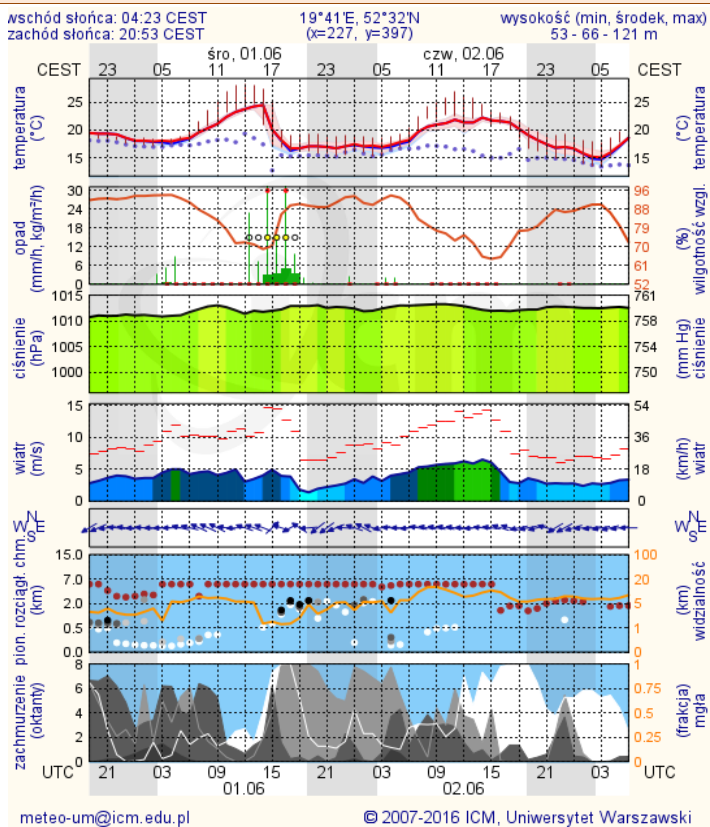 wschód słońca: 04:23 CEST 19°41'E, 52°32'N wysokość (min, środek, max)
zachód słońca: 20:53 CEST (x=227, y=397) 53 - 66 - 121 m
śro, 01.06 czw, 02.06
CEST 23 05 11 17 23 05 11 17 23 05 CEST
temperatura (°C)
25
20
15
25
20
15
(°C) temperatura
opad (mm/h, kg/m²/h)
30
24
18
12
6
0
96
88
79
70
61
52
(%) wilgotność wzgl.
ciśnienie (hPa)
1015
1010
1005
1000
761
758
754
750
(mm Hg) ciśnienie
wiatr (m/s)
15
10
5
0
54
36
18
0
(km/h) wiatr
N
W E
S
N
W E
S
pion. rozciągł. chm. (km)
15.0
7.0
2.0
0.5
0.0
100
20
5
1
0
(km) widzialność
zachmurzenie (oktanty)
8
6
4
2
0
1
0.75
0.5
0.25
0
(frakcja) mgła
UTC 21 03 09 15 21 03 09 15 21 03 UTC
01.06 02.06
meteo-um@icm.edu.pl © 2007-2016 ICM, Uniwersytet Warszawski